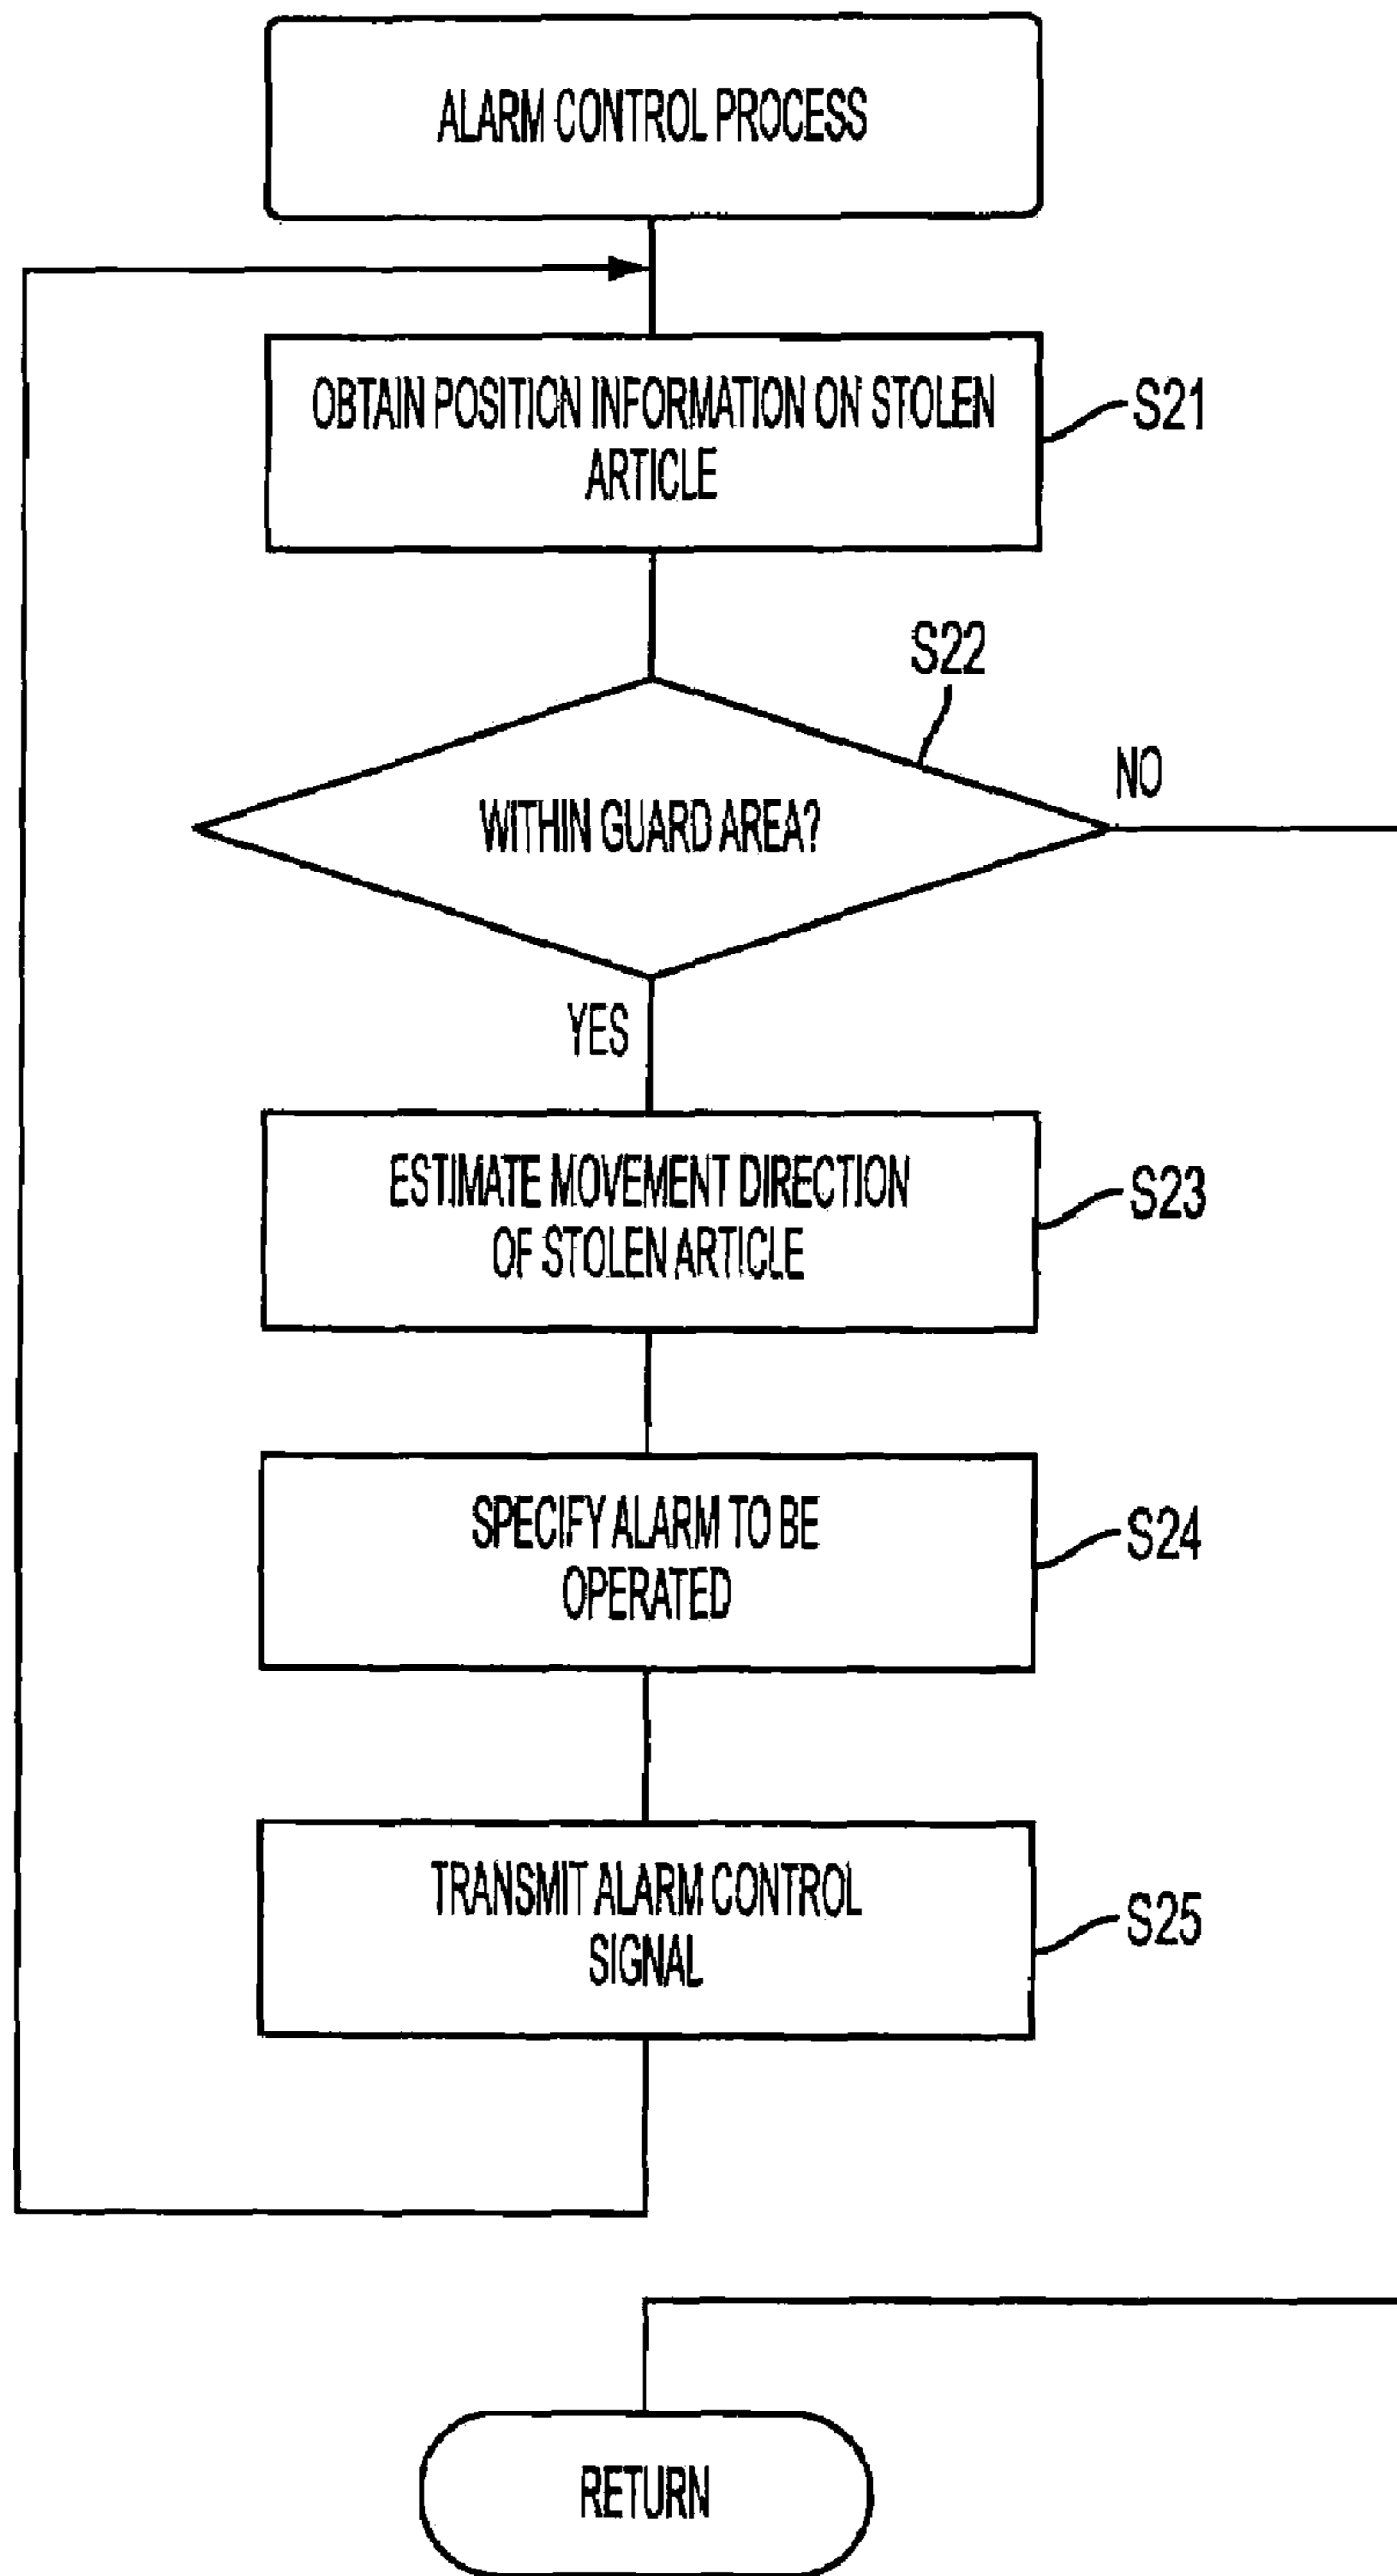 ALARM CONTROL PROCESS
OBTAIN POSITION INFORMATION ON STOLEN
ARTICLE
S21
S22
WITHIN GUARD AREA?
NO
YES
ESTIMATE MOVEMENT DIRECTION
OF STOLEN ARTICLE
S23
SPECIFY ALARM TO BE
OPERATED
S24
TRANSMIT ALARM CONTROL
SIGNAL
S25
RETURN